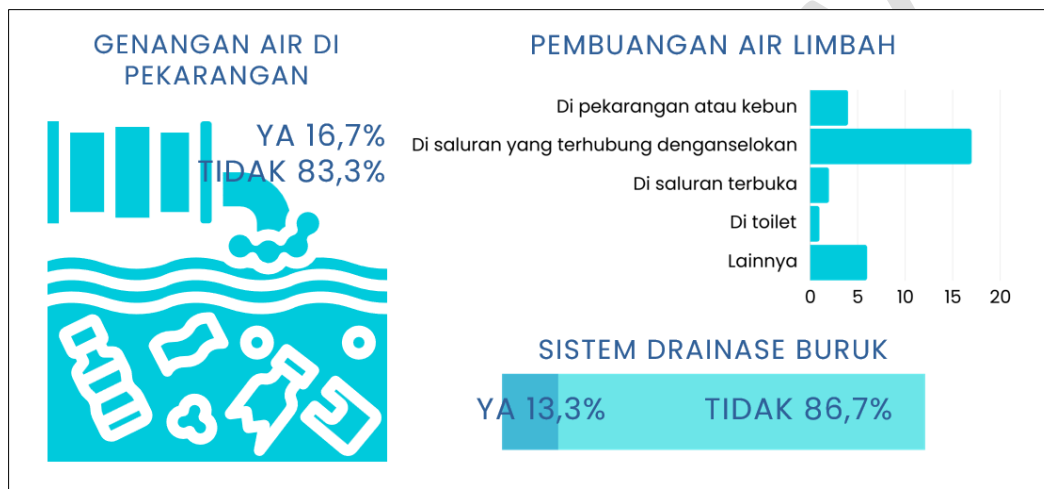 GENANGAN AIR DI
PEKARANGAN
YA 16,7%
TIDAK 83,3%
PEMBUANGAN AIR LIMBAH
Di pekarangan atau kebun
Di saluran yang terhubung denganselokan
Di saluran terbuka
Di toilet
Lainnya
0 5 10 15 20
SISTEM DRAINASE BURUK
YA 13,3% TIDAK 86,7%